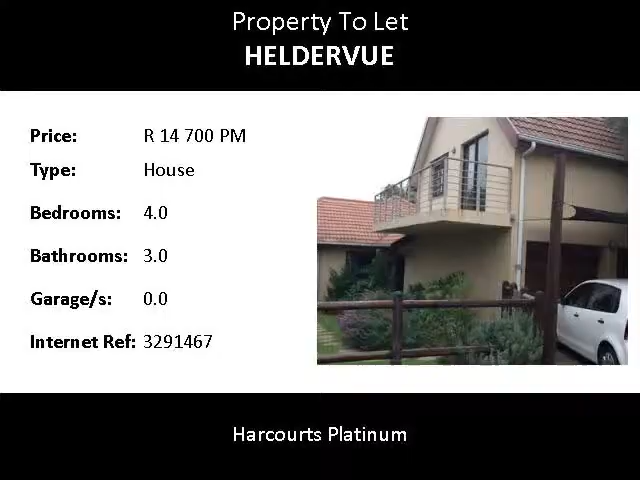 Property To Let
HELDERVUE
Price: R 14 700 PM
Type: House
Bedrooms: 4.0
Bathrooms: 3.0
Garage/s: 0.0
Internet Ref: 3291467
Harcourts Platinum